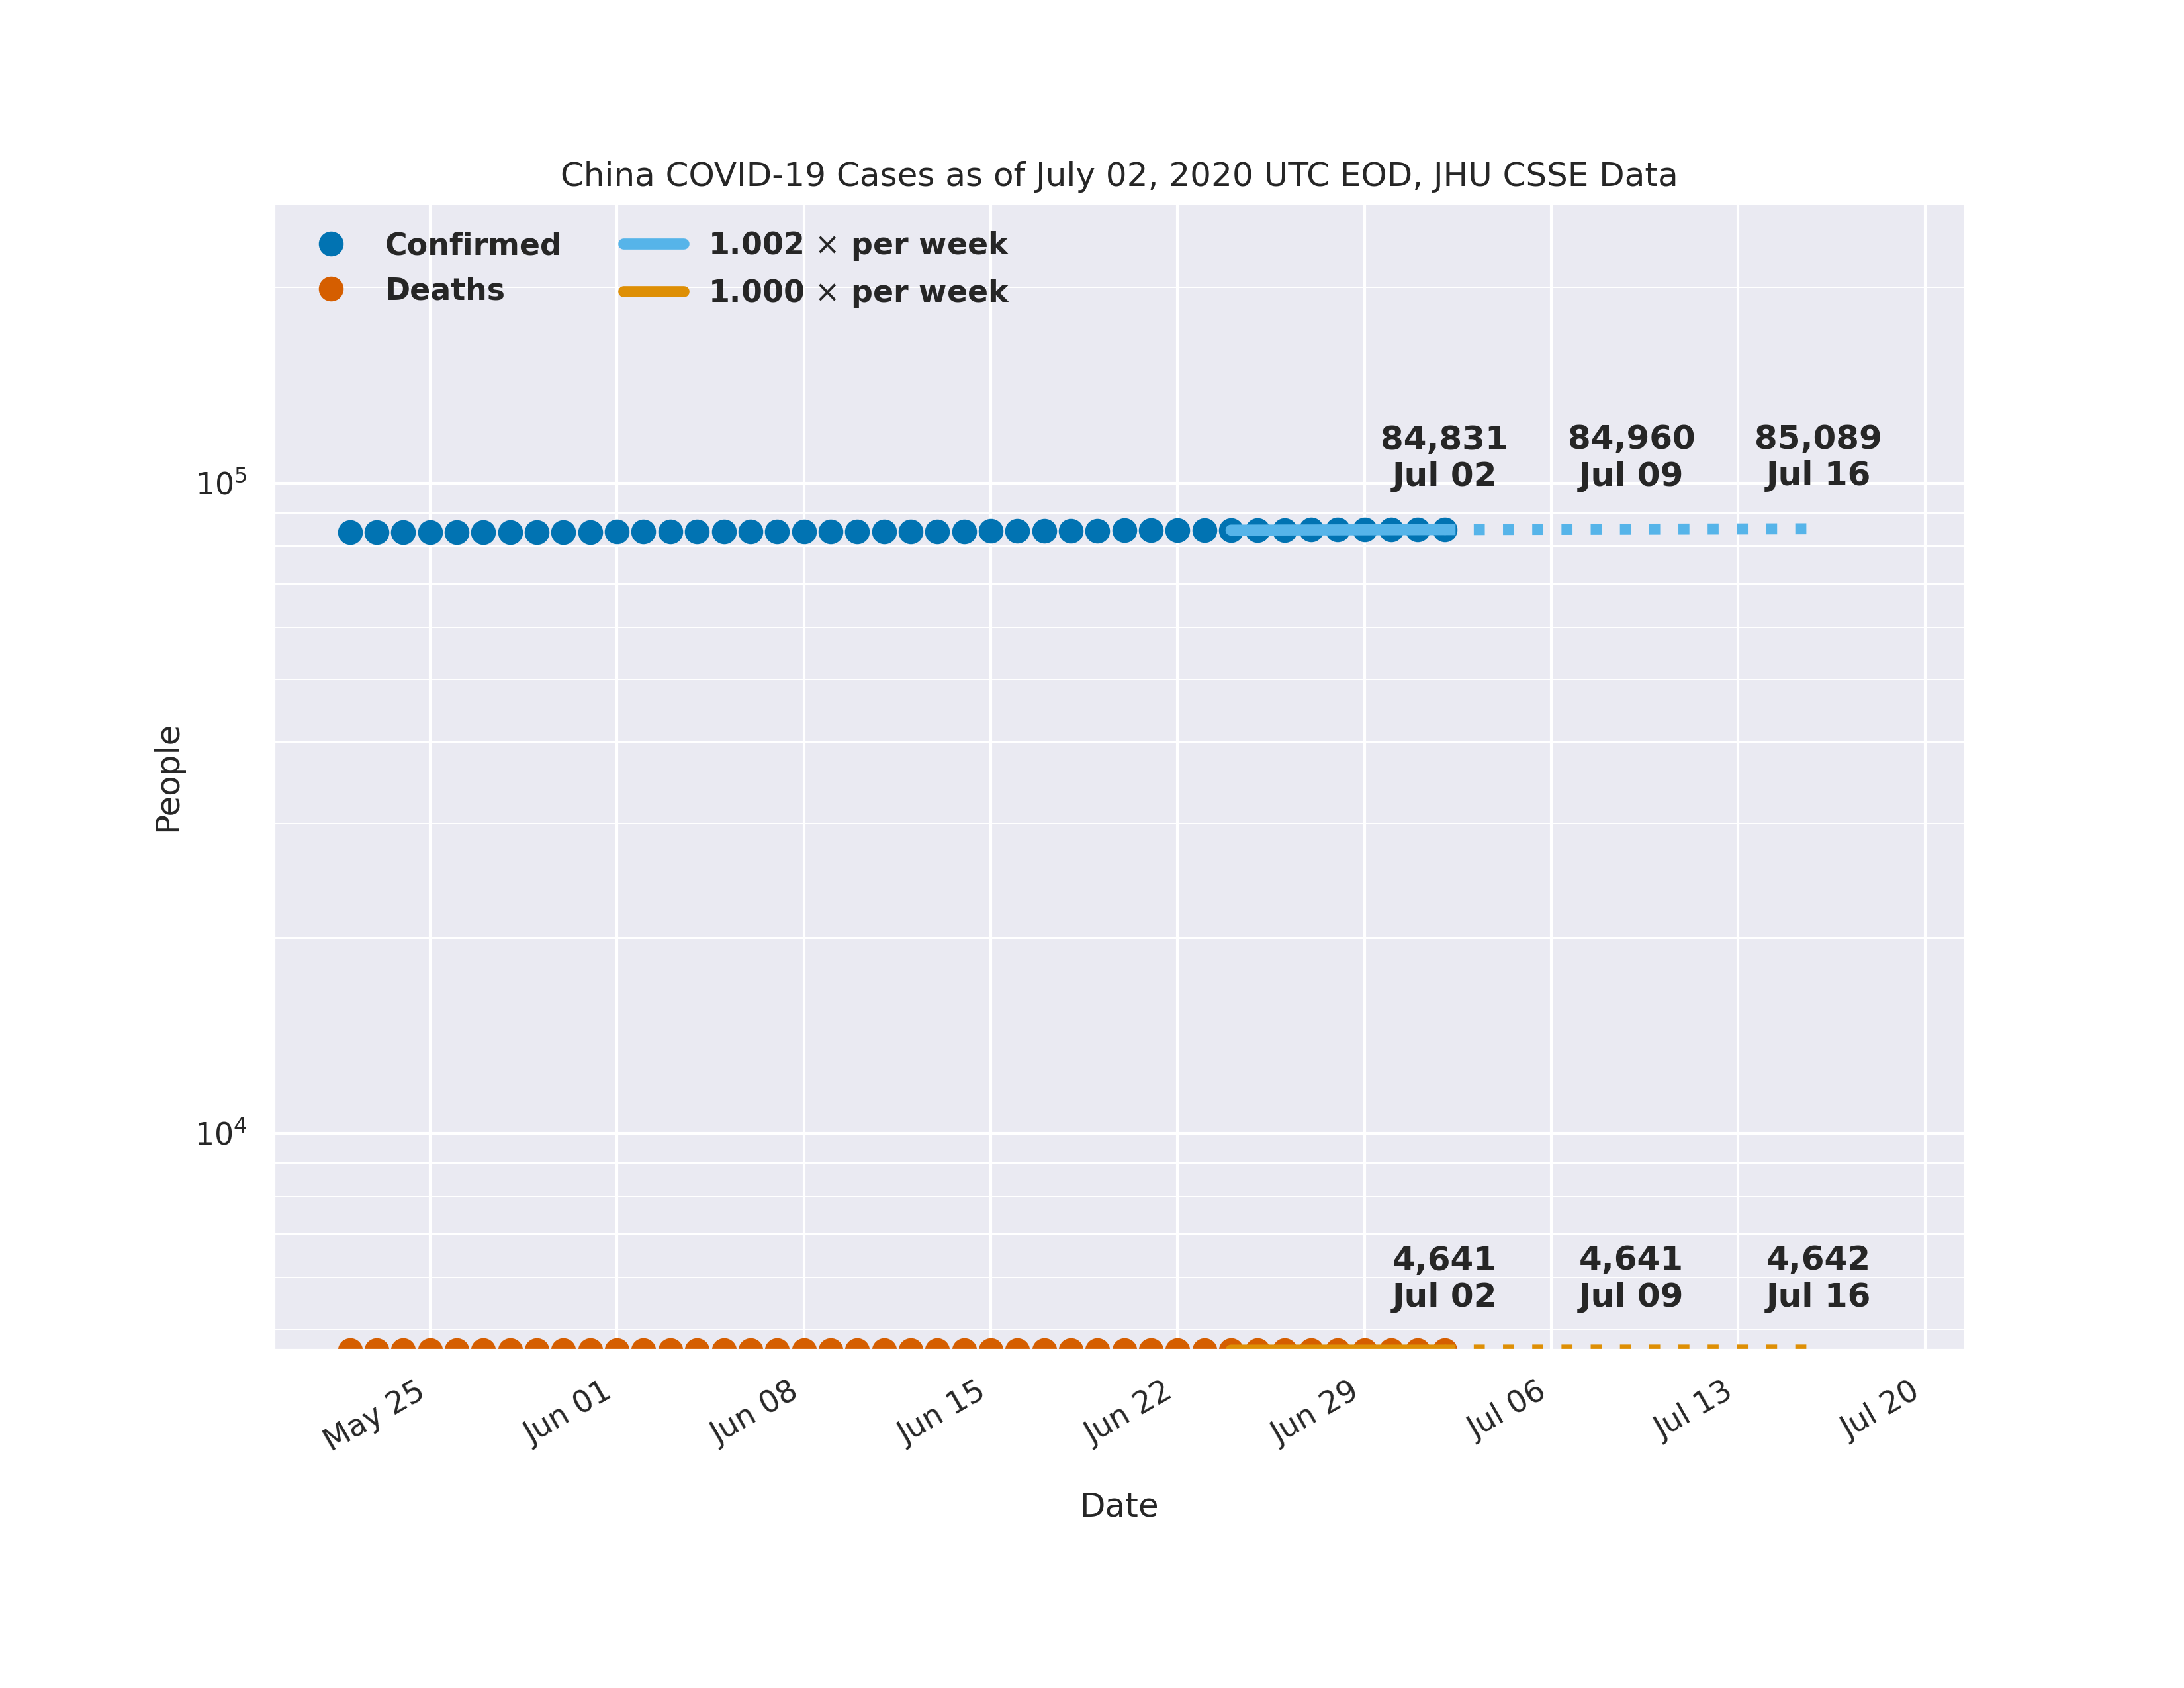 China COVID-19 Cases as of July 02, 2020 UTC EOD, JHU CSSE Data
Confirmed
Deaths
1.002 × per week
1.000 × per week
84,831
Jul 02
84,960
Jul 09
85,089
Jul 16
10⁵
People
10⁴
4,641
Jul 02
4,641
Jul 09
4,642
Jul 16
May 25
Jun 01
Jun 08
Jun 15
Jun 22
Jun 29
Jul 06
Jul 13
Jul 20
Date